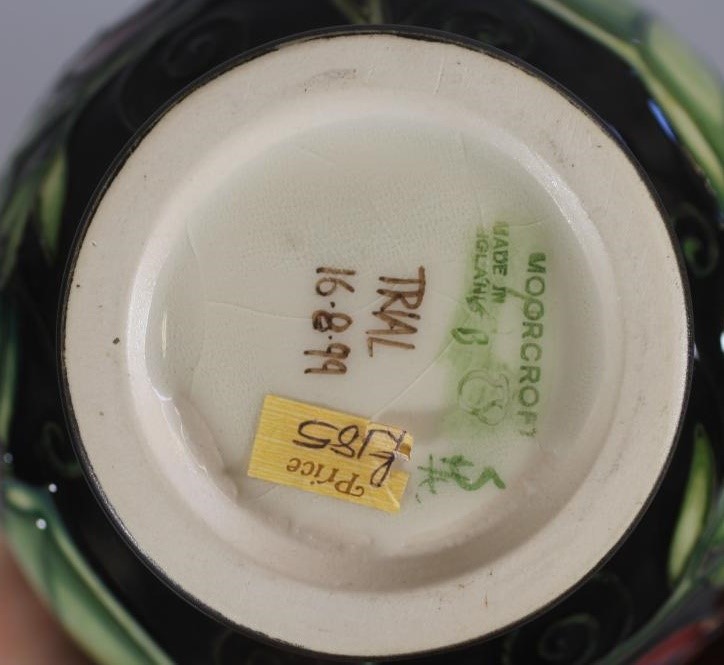 MOORCROFT
MADE IN
ENGLAND
B
TRIAL
16.8.99
Price
£185